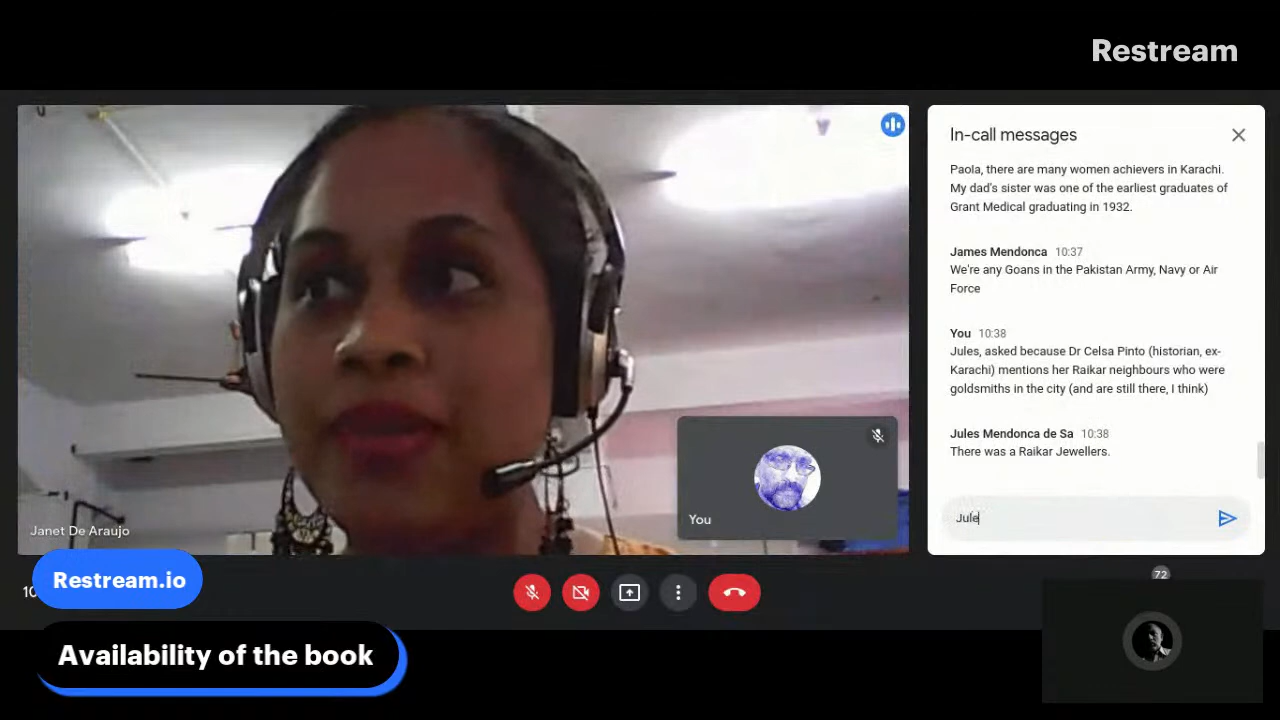 Restream
In-call messages
Paola, there are many women achievers in Karachi.
My dad's sister was one of the earliest graduates of
Grant Medical graduating in 1932.
James Mendonca 10:37
We're any Goans in the Pakistan Army, Navy or Air
Force
You 10:38
Jules, asked because Dr Celsa Pinto (historian, ex-
Karachi) mentions her Raikar neighbours who were
goldsmiths in the city (and are still there, I think)
Jules Mendonca de Sa 10:38
There was a Raikar Jewellers.
Jule
You
Janet De Araujo
Restream.io
72
Availability of the book